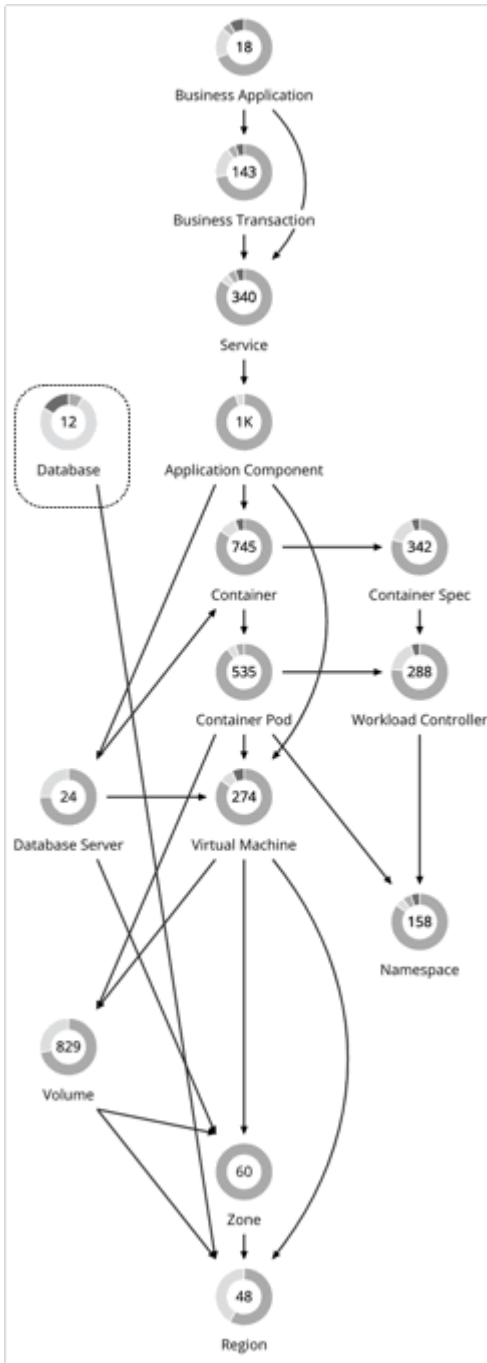 18
Business Application
143
Business Transaction
340
Service
12
Database
1K
Application Component
745
Container
342
Container Spec
535
Container Pod
288
Workload Controller
24
Database Server
274
Virtual Machine
158
Namespace
829
Volume
60
Zone
48
Region